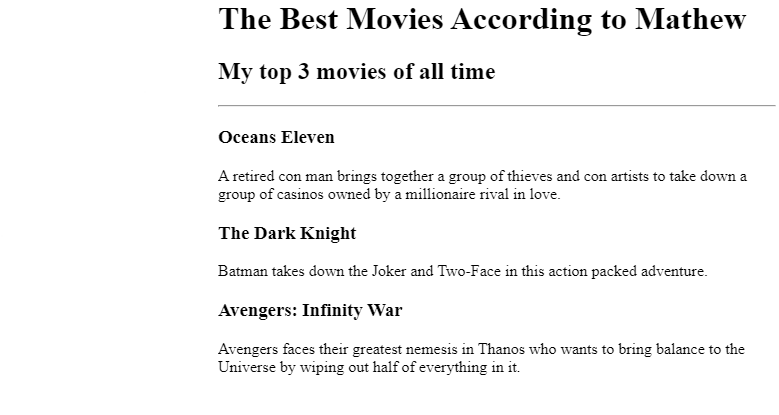 The Best Movies According to Mathew
My top 3 movies of all time
Oceans Eleven
A retired con man brings together a group of thieves and con artists to take down a
group of casinos owned by a millionaire rival in love.
The Dark Knight
Batman takes down the Joker and Two-Face in this action packed adventure.
Avengers: Infinity War
Avengers faces their greatest nemesis in Thanos who wants to bring balance to the
Universe by wiping out half of everything in it.